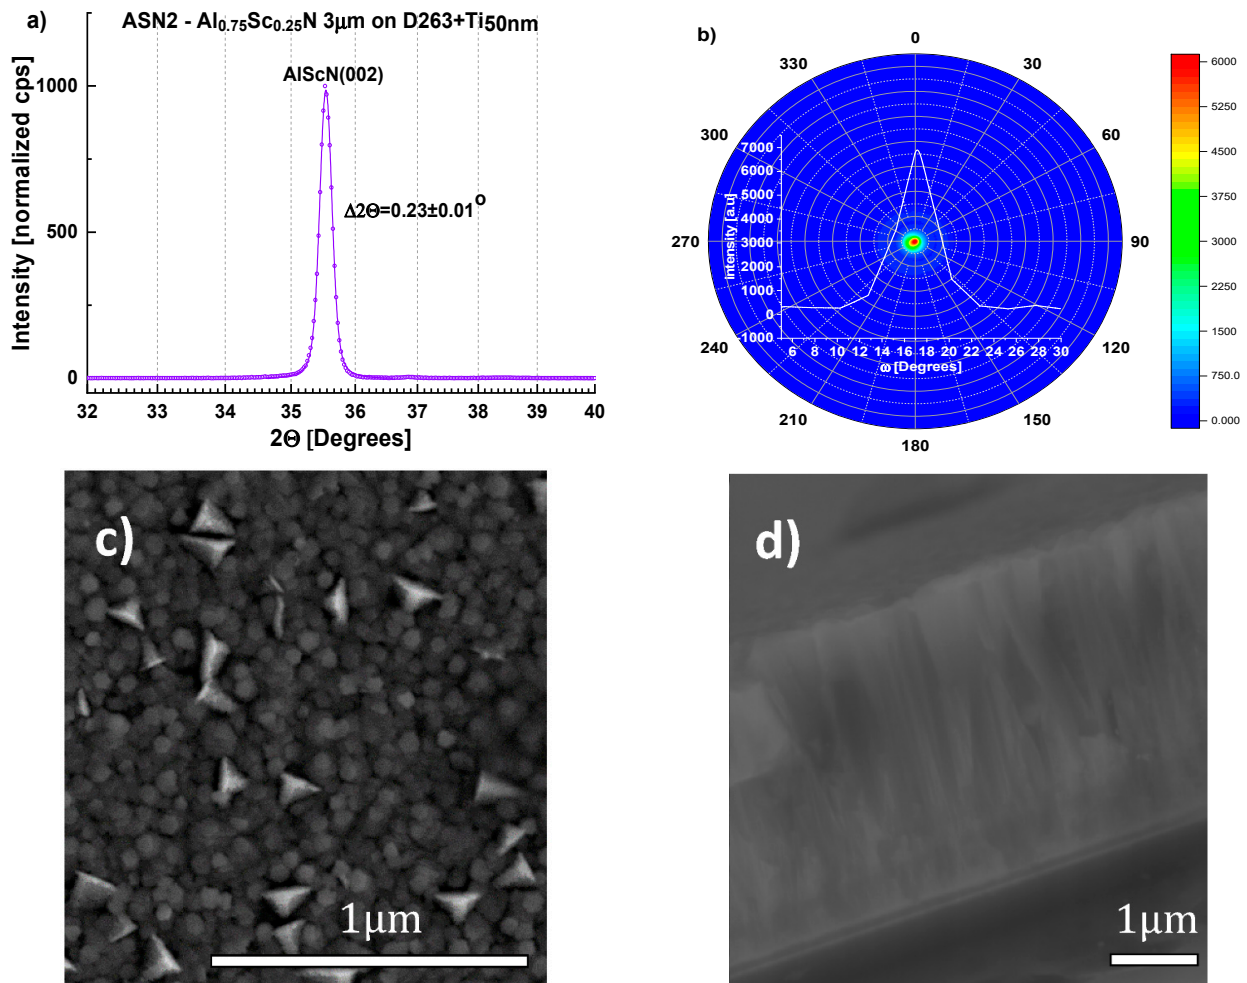 a)
ASN2 - Al0.75Sc0.25N 3μm on D263+Ti50nm
AlScN(002)
Δ2Θ=0.23±0.01°
Intensity [normalized cps]
1000
500
0
32 33 34 35 36 37 38 39 40
2Θ [Degrees]
b)
0
30
60
90
120
150
180
210
240
270
300
330
Intensity [a.u]
7000
6000
5000
4000
3000
2000
1000
0
-1000
6 8 10 12 14 16 18 20 22 24 26 28 30
ω [Degrees]
6000
5250
4500
3750
3000
2250
1500
750.0
0.000
c)
1μm
d)
1μm